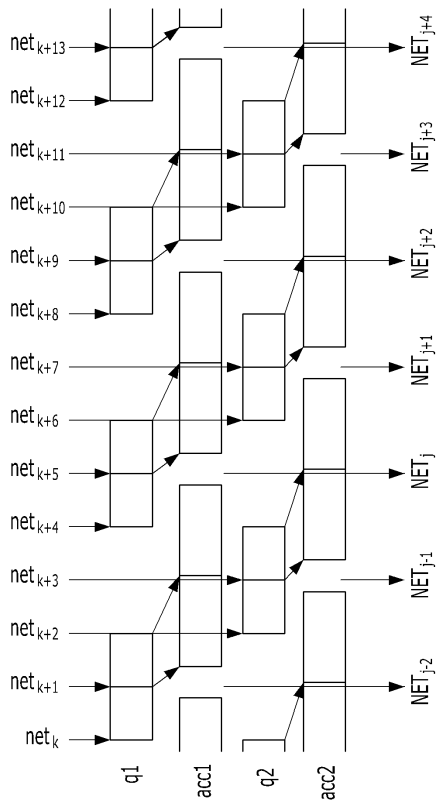 net k+13
net k+12
net k+11
net k+10
net k+9
net k+8
net k+7
net k+6
net k+5
net k+4
net k+3
net k+2
net k+1
net k
q1
acc1
q2
acc2
NET j+4
NET j+3
NET j+2
NET j+1
NET j
NET j-1
NET j-2